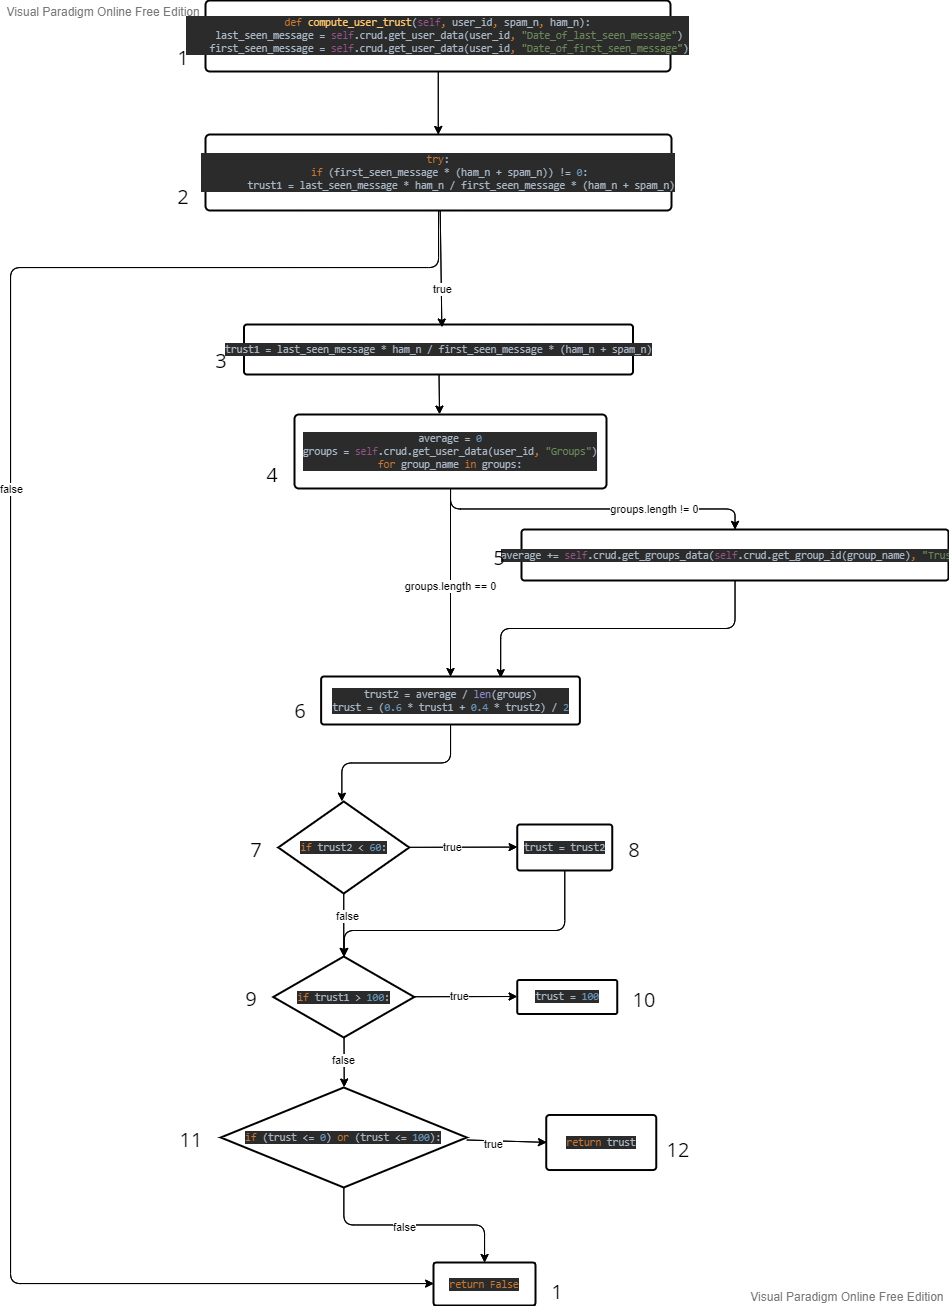 Visual Paradigm Online Free Edition
def compute_user_trust(self, user_id, spam_n, ham_n):
last_seen_message = self.crud.get_user_data(user_id, "Date_of_last_seen_message")
first_seen_message = self.crud.get_user_data(user_id, "Date_of_first_seen_message")
1
try:
if (first_seen_message * (ham_n + spam_n)) != 0:
trust1 = last_seen_message * ham_n / first_seen_message * (ham_n + spam_n)
2
true
trust1 = last_seen_message * ham_n / first_seen_message * (ham_n + spam_n)
3
average = 0
groups = self.crud.get_user_data(user_id, "Groups")
for group_name in groups:
4
false
groups.length != 0
average += self.crud.get_groups_data(self.crud.get_group_id(group_name), "Trus
5
groups.length == 0
trust2 = average / len(groups)
trust = (0.6 * trust1 + 0.4 * trust2) / 2
6
if trust2 < 60:
7
true
trust = trust2
8
false
if trust1 > 100:
9
true
trust = 100
10
false
if (trust <= 0) or (trust <= 100):
11
true
return trust
12
false
return False
1
Visual Paradigm Online Free Edition